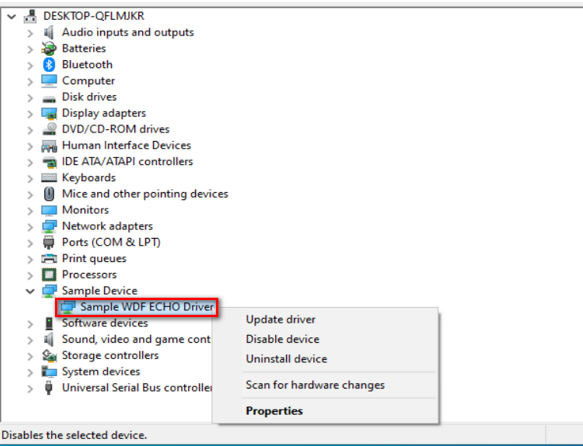 DESKTOP-QFLMJKR
Audio inputs and outputs
Batteries
Bluetooth
Computer
Disk drives
Display adapters
DVD/CD-ROM drives
Human Interface Devices
IDE ATA/ATAPI controllers
Keyboards
Mice and other pointing devices
Monitors
Network adapters
Ports (COM & LPT)
Print queues
Processors
Sample Device
Sample WDF ECHO Driver
Software devices
Sound, video and game cont
Storage controllers
System devices
Universal Serial Bus controller
Update driver
Disable device
Uninstall device
Scan for hardware changes
Properties
Disables the selected device.